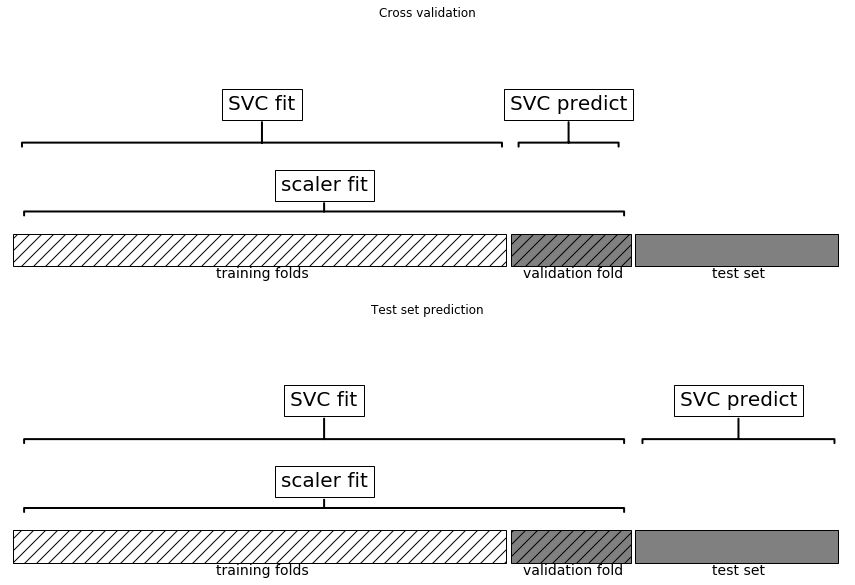 Cross validation
SVC fit
SVC predict
scaler fit
training folds
validation fold
test set
Test set prediction
SVC fit
SVC predict
scaler fit
training folds
validation fold
test set